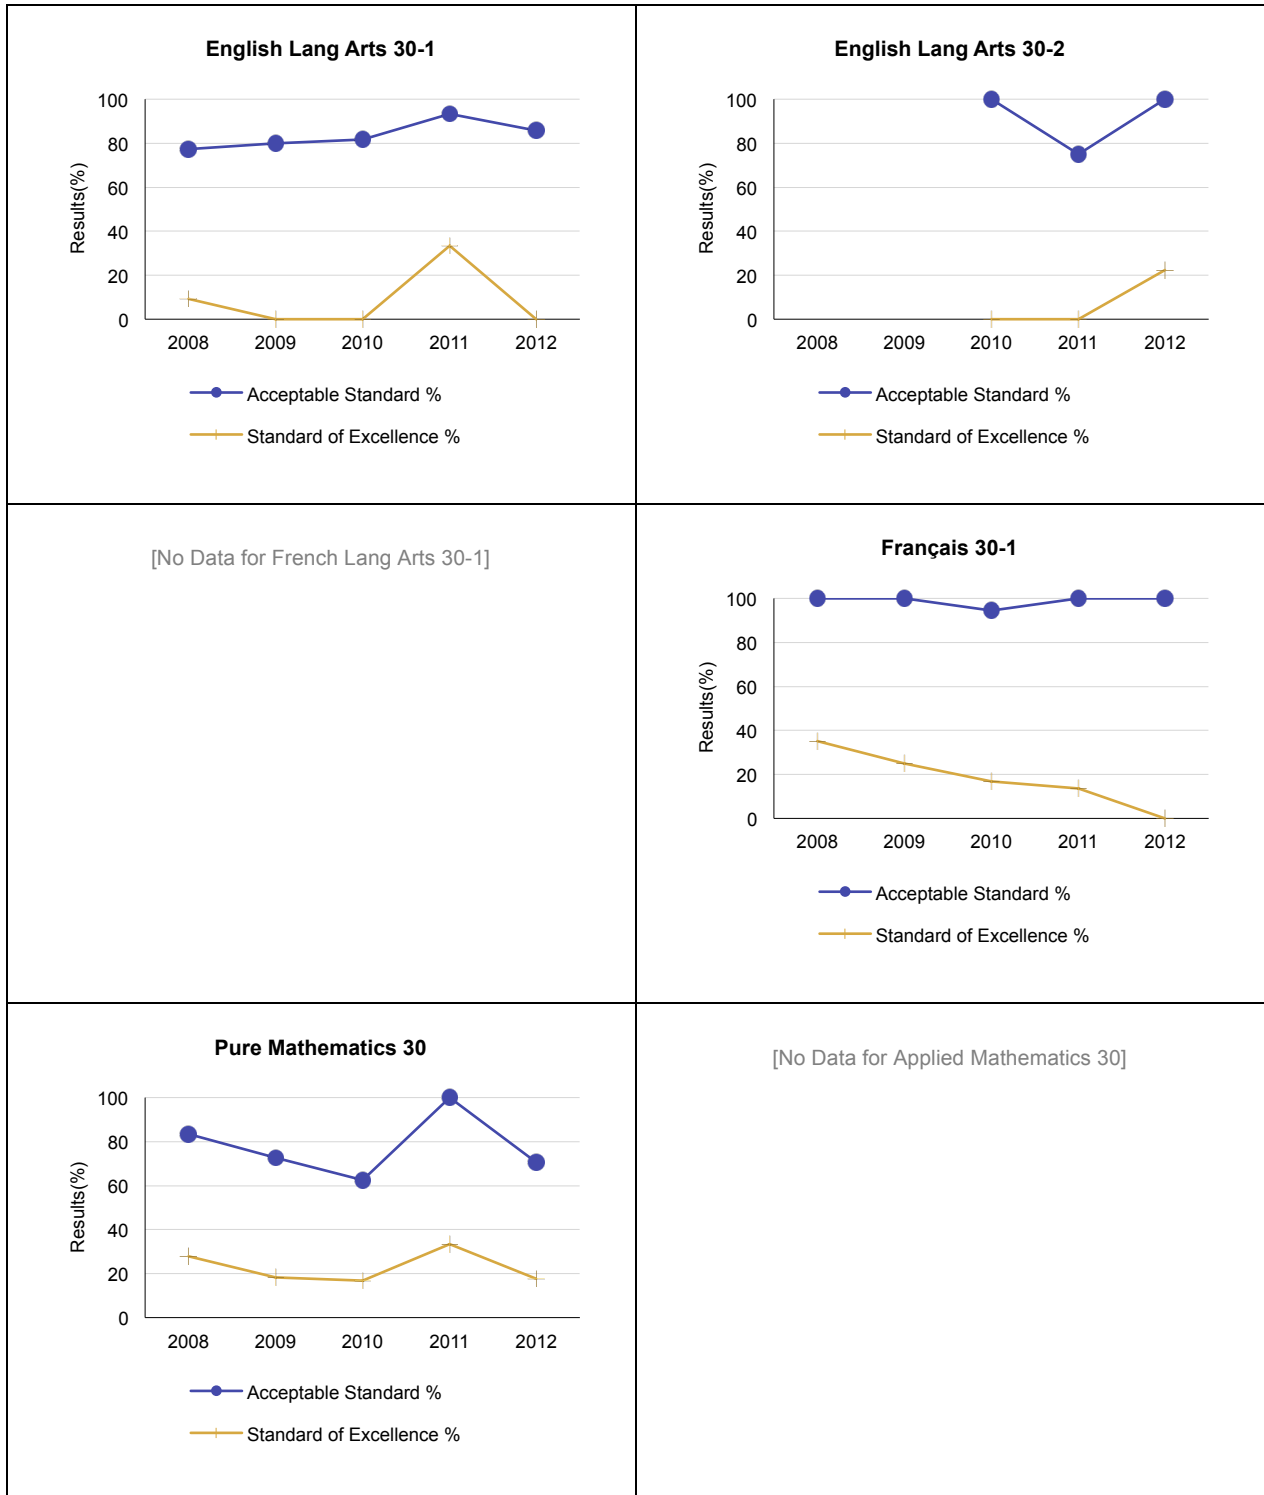 English Lang Arts 30-1
100
80
60
40
20
0
Results(%)
2008 2009 2010 2011 2012
Acceptable Standard %
Standard of Excellence %
English Lang Arts 30-2
100
80
60
40
20
0
Results(%)
2008 2009 2010 2011 2012
Acceptable Standard %
Standard of Excellence %
[No Data for French Lang Arts 30-1]
Français 30-1
100
80
60
40
20
0
Results(%)
2008 2009 2010 2011 2012
Acceptable Standard %
Standard of Excellence %
Pure Mathematics 30
100
80
60
40
20
0
Results(%)
2008 2009 2010 2011 2012
Acceptable Standard %
Standard of Excellence %
[No Data for Applied Mathematics 30]